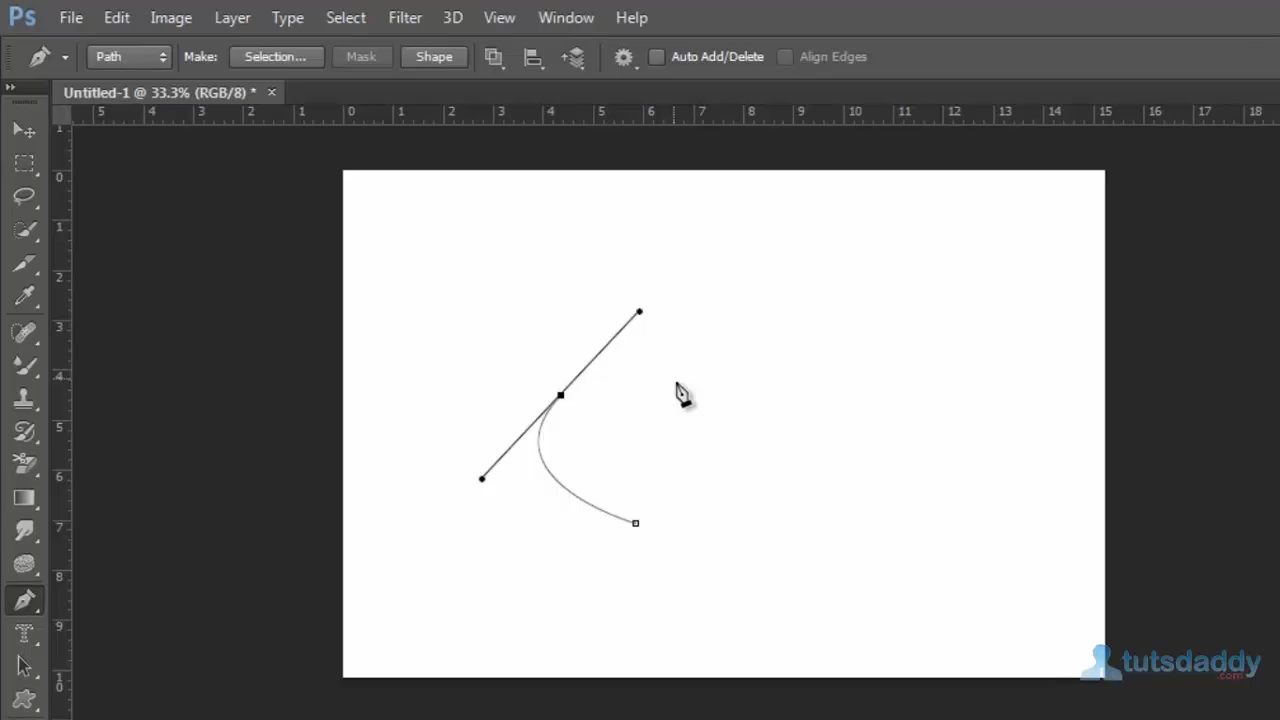 Ps File Edit Image Layer Type Select Filter 3D View Window Help
Path Make: Selection... Mask Shape Auto Add/Delete Align Edges
Untitled-1 @ 33.3% (RGB/8) * ×
5 4 3 2 1 0 1 2 3 4 5 6 7 8 9 10 11 12 13 14 15 16 17 18
1
0
1
2
3
4
5
6
7
8
9
10
tutsdaddy
.com